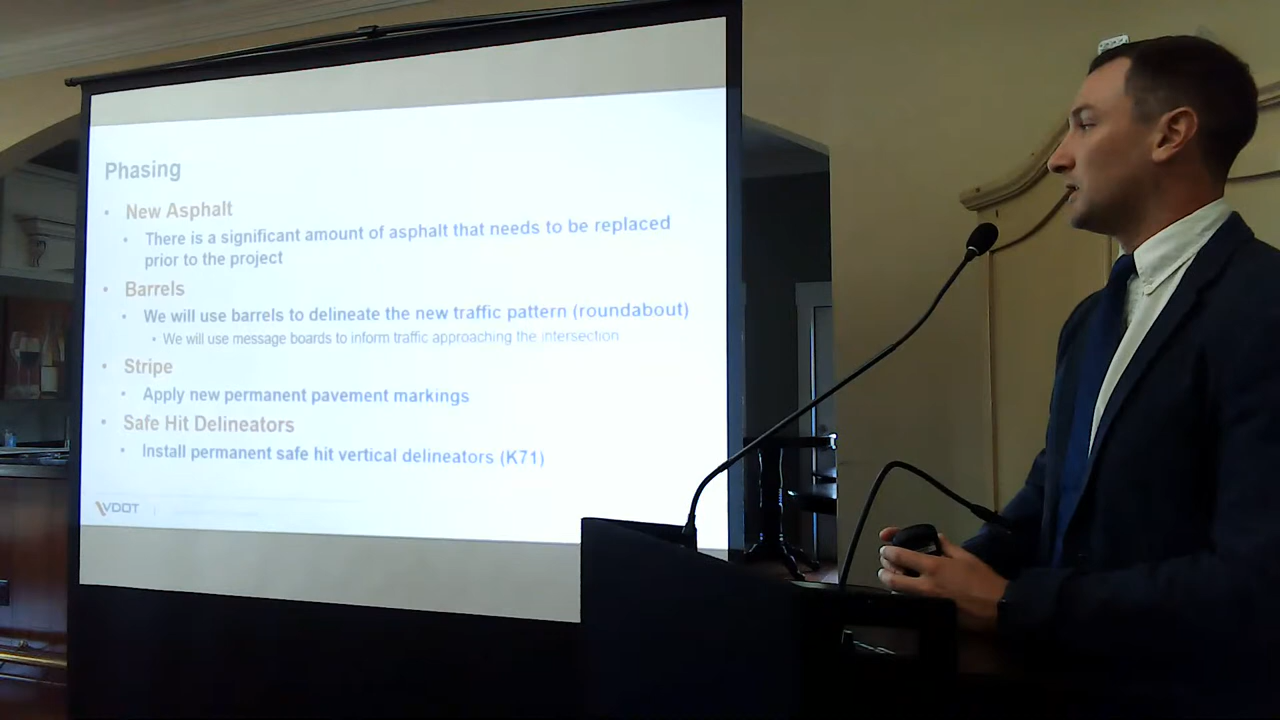 Phasing
• New Asphalt
• There is a significant amount of asphalt that needs to be replaced
prior to the project
• Barrels
• We will use barrels to delineate the new traffic pattern (roundabout)
• We will use message boards to inform traffic approaching the intersection
• Stripe
• Apply new permanent pavement markings
• Safe Hit Delineators
• Install permanent safe hit vertical delineators (K71)
VDOT